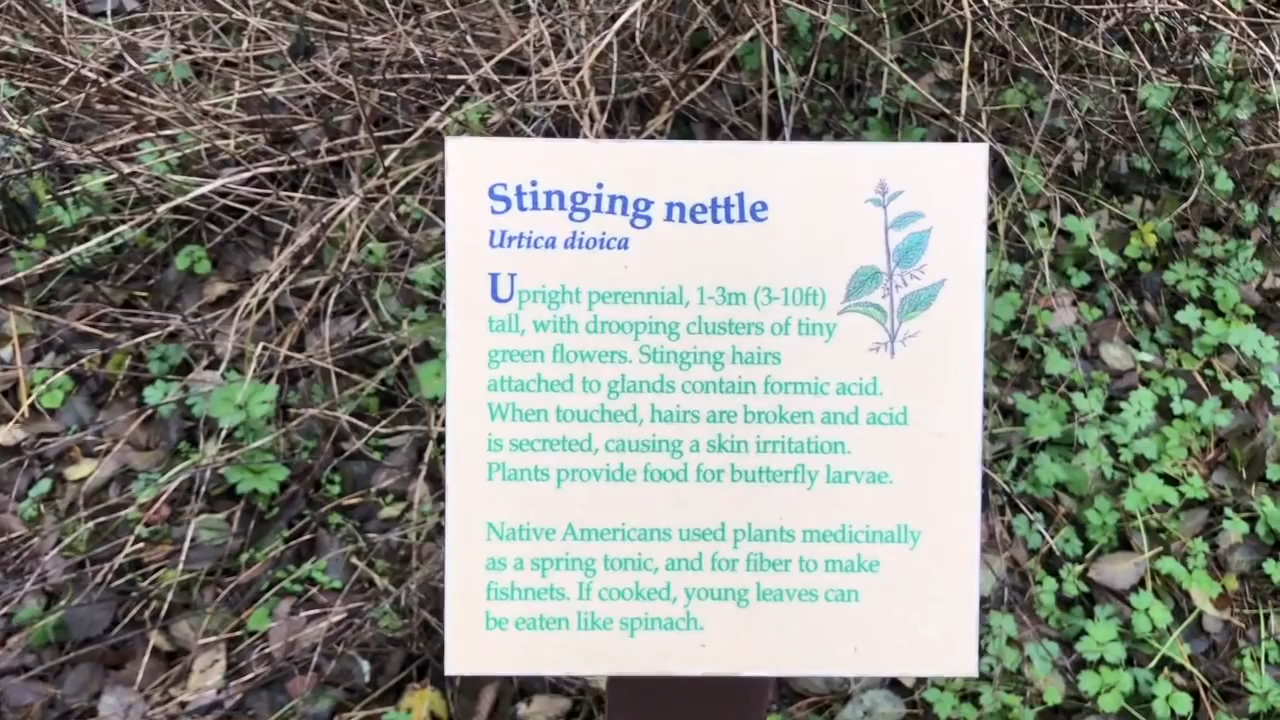 Stinging nettle
Urtica dioica
Upright perennial, 1-3m (3-10ft)
tall, with drooping clusters of tiny
green flowers. Stinging hairs
attached to glands contain formic acid.
When touched, hairs are broken and acid
is secreted, causing a skin irritation.
Plants provide food for butterfly larvae.
Native Americans used plants medicinally
as a spring tonic, and for fiber to make
fishnets. If cooked, young leaves can
be eaten like spinach.